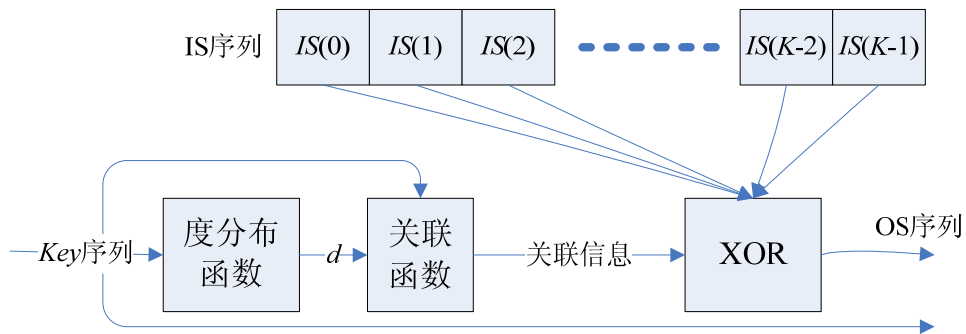 IS序列 IS(0) IS(1) IS(2) IS(K-2) IS(K-1)
Key序列
度分布
函数
d
关联
函数
关联信息
XOR
OS序列